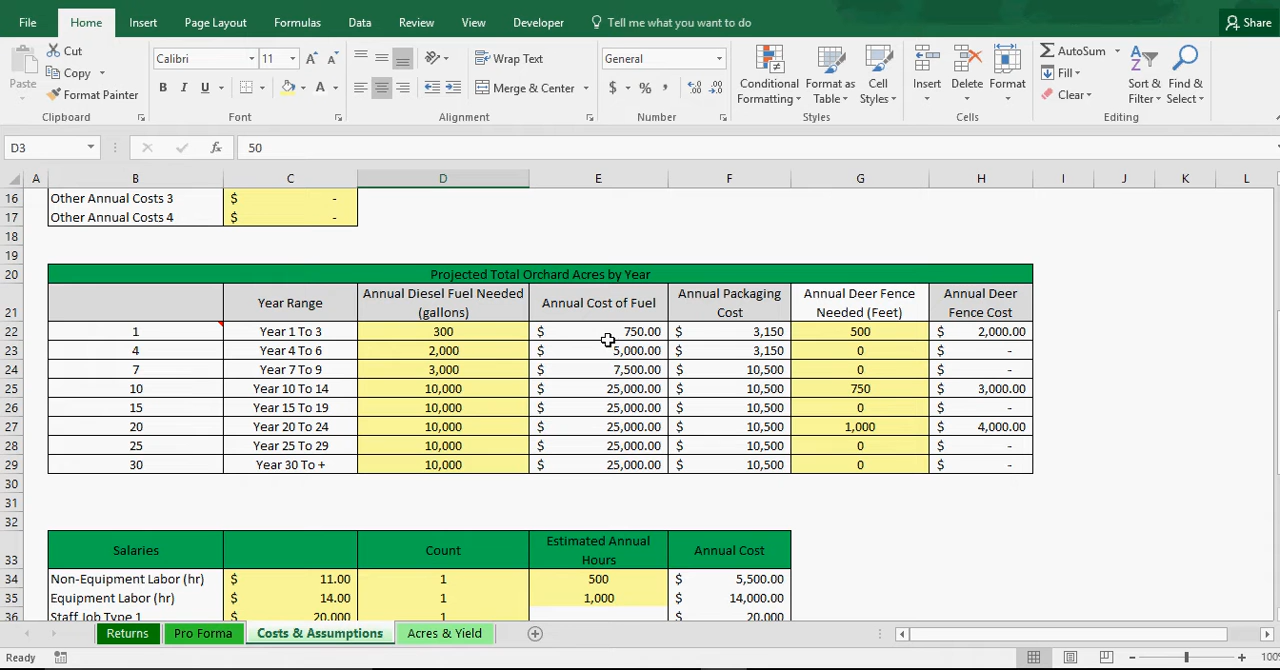 File Home Insert Page Layout Formulas Data Review View Developer Tell me what you want to do Share
Paste Cut Copy Format Painter Clipboard
Calibri 11 A A B I U A Font
Wrap Text Merge & Center Alignment
General $ % , Number
Conditional Formatting Format as Table Cell Styles Styles
Insert Delete Format Cells
AutoSum Fill Clear Sort & Filter Find & Select Editing
D3 fx 50
A B C D E F G H I J K L
16 Other Annual Costs 3 $ -
17 Other Annual Costs 4 $ -
18
19
20 Projected Total Orchard Acres by Year
21 Year Range Annual Diesel Fuel Needed (gallons) Annual Cost of Fuel Annual Packaging Cost Annual Deer Fence Needed (Feet) Annual Deer Fence Cost
22 1 Year 1 To 3 300 $ 750.00 $ 3,150 500 $ 2,000.00
23 4 Year 4 To 6 2,000 $ 5,000.00 $ 3,150 0 $ -
24 7 Year 7 To 9 3,000 $ 7,500.00 $ 10,500 0 $ -
25 10 Year 10 To 14 10,000 $ 25,000.00 $ 10,500 750 $ 3,000.00
26 15 Year 15 To 19 10,000 $ 25,000.00 $ 10,500 0 $ -
27 20 Year 20 To 24 10,000 $ 25,000.00 $ 10,500 1,000 $ 4,000.00
28 25 Year 25 To 29 10,000 $ 25,000.00 $ 10,500 0 $ -
29 30 Year 30 To + 10,000 $ 25,000.00 $ 10,500 0 $ -
30
31
32
33 Salaries Count Estimated Annual Hours Annual Cost
34 Non-Equipment Labor (hr) $ 11.00 1 500 $ 5,500.00
35 Equipment Labor (hr) $ 14.00 1 1,000 $ 14,000.00
36 Staff Job Type 1 $ 20,000 1 $ 20,000
Returns Pro Forma Costs & Assumptions Acres & Yield
Ready 100%